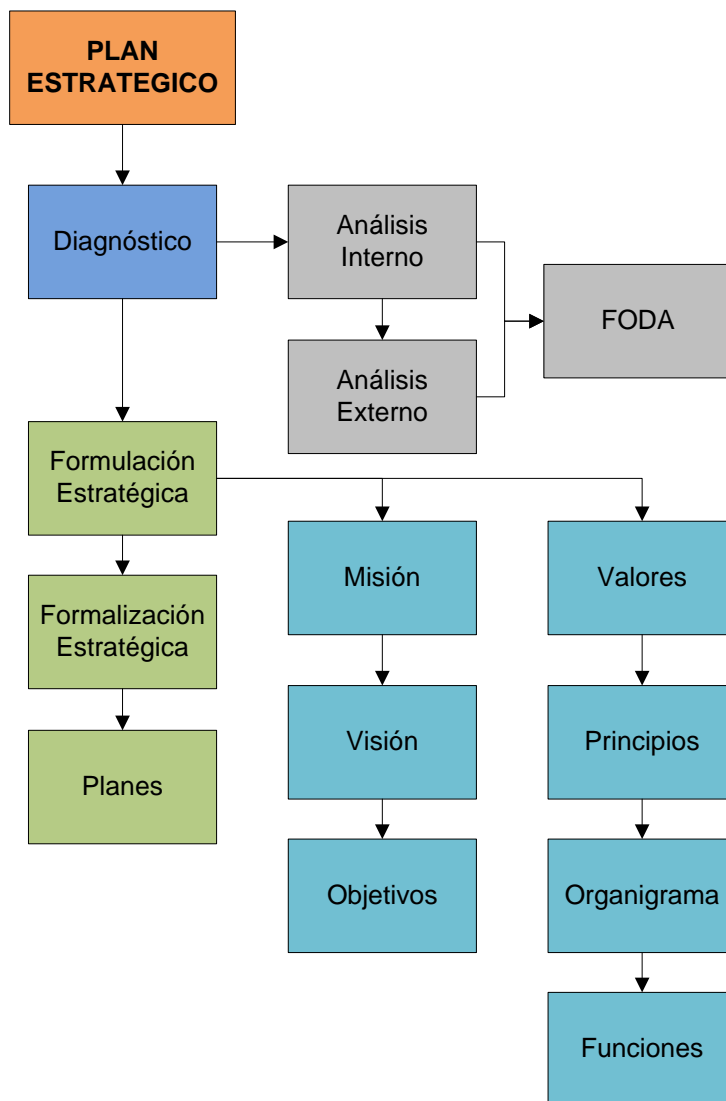 PLAN
ESTRATEGICO
Diagnóstico
Análisis
Interno
FODA
Análisis
Externo
Formulación
Estratégica
Misión
Valores
Formalización
Estratégica
Visión
Principios
Planes
Objetivos
Organigrama
Funciones